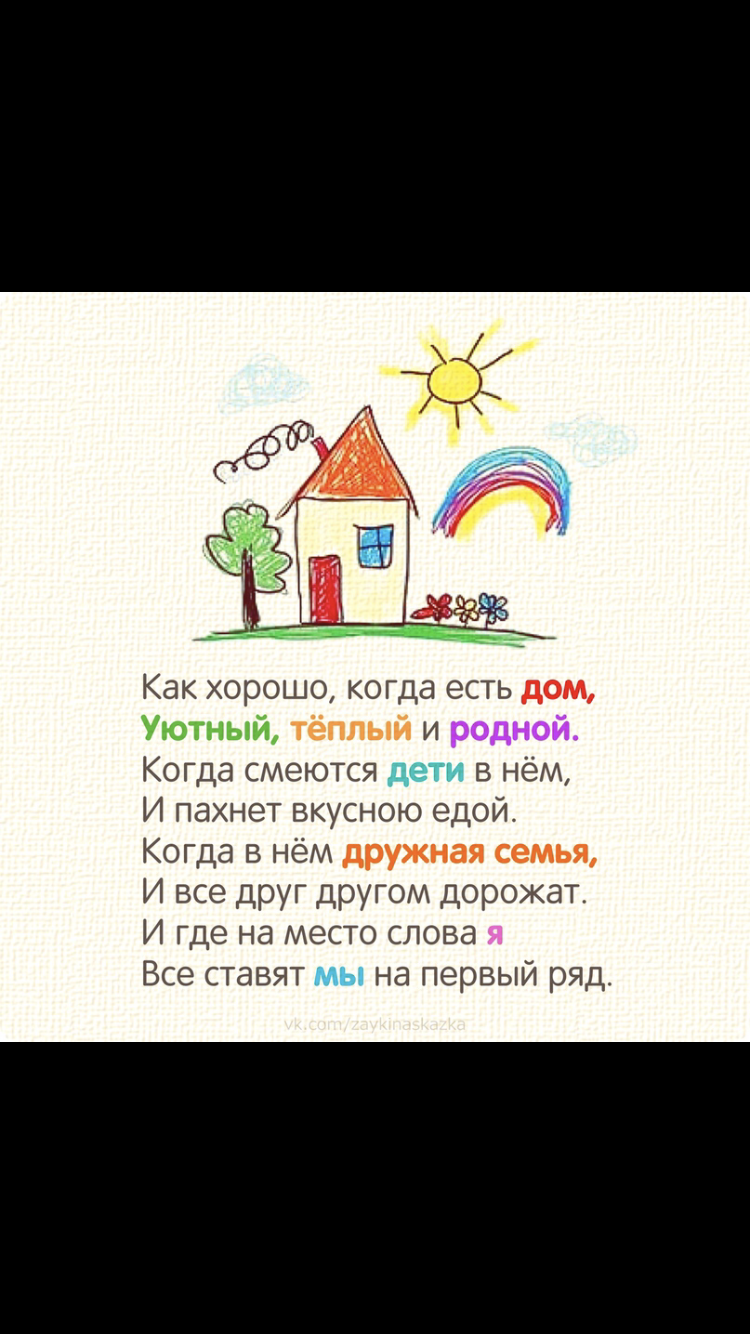 Как хорошо, когда есть дом,
Уютный, тёплый и родной.
Когда смеются дети в нём,
И пахнет вкусною едой.
Когда в нём дружная семья,
И все друг другом дорожат.
И где на место слова я
Все ставят мы на первый ряд.
vk.com/zaykinaskazka